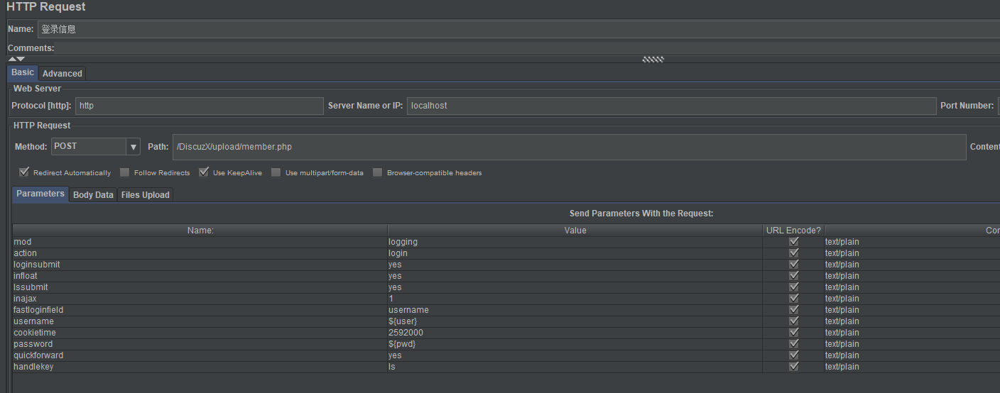 HTTP Request
Name: 登录信息
Comments:
Basic Advanced
Web Server
Protocol [http]: http Server Name or IP: localhost Port Number:
HTTP Request
Method: POST Path: /DiscuzX/upload/member.php Content
Redirect Automatically Follow Redirects Use KeepAlive Use multipart/form-data Browser-compatible headers
Parameters Body Data Files Upload
Send Parameters With the Request:
Name: Value URL Encode? Con
mod logging text/plain
action login text/plain
loginsubmit yes text/plain
infloat yes text/plain
lssubmit yes text/plain
inajax 1 text/plain
fastloginfield username text/plain
username ${user} text/plain
cookietime 2592000 text/plain
password ${pwd} text/plain
quickforward yes text/plain
handlekey ls text/plain